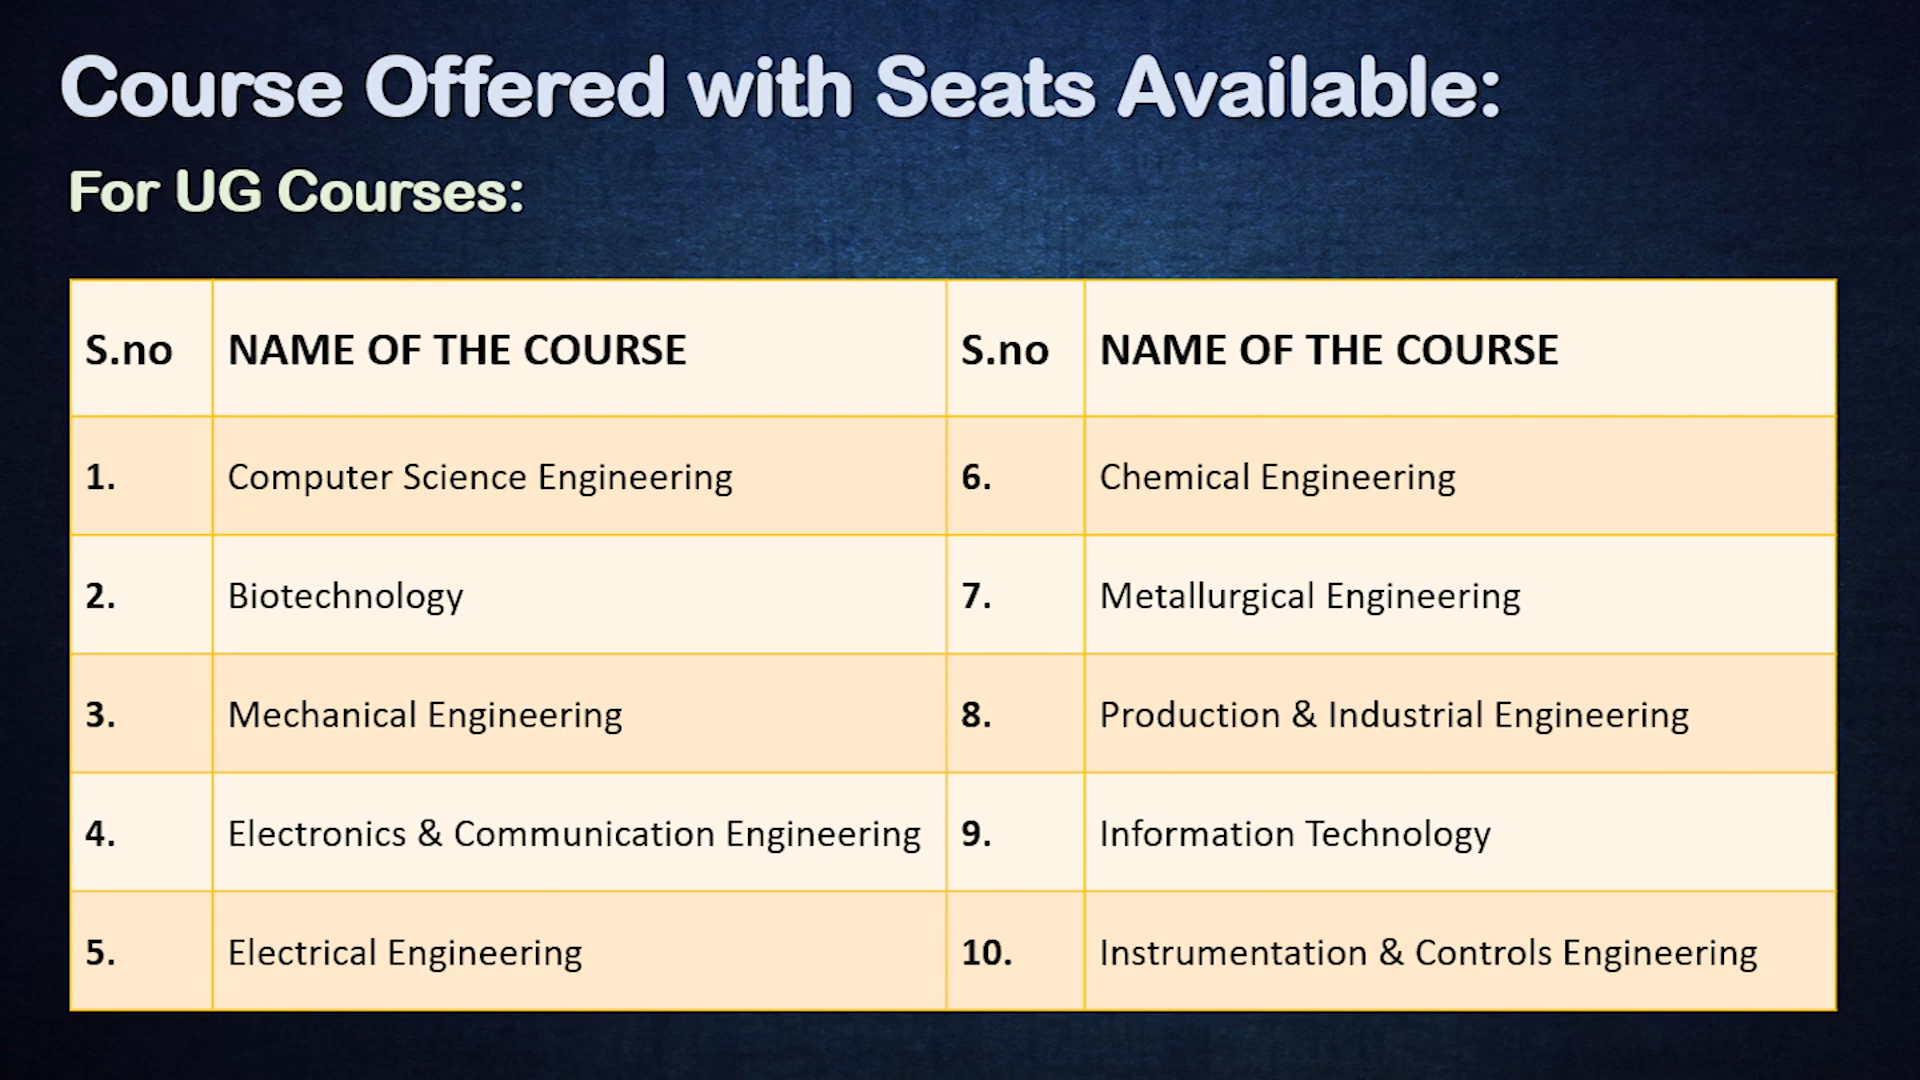 Course Offered with Seats Available:
For UG Courses:
S.no NAME OF THE COURSE S.no NAME OF THE COURSE
1. Computer Science Engineering 6. Chemical Engineering
2. Biotechnology 7. Metallurgical Engineering
3. Mechanical Engineering 8. Production & Industrial Engineering
4. Electronics & Communication Engineering 9. Information Technology
5. Electrical Engineering 10. Instrumentation & Controls Engineering